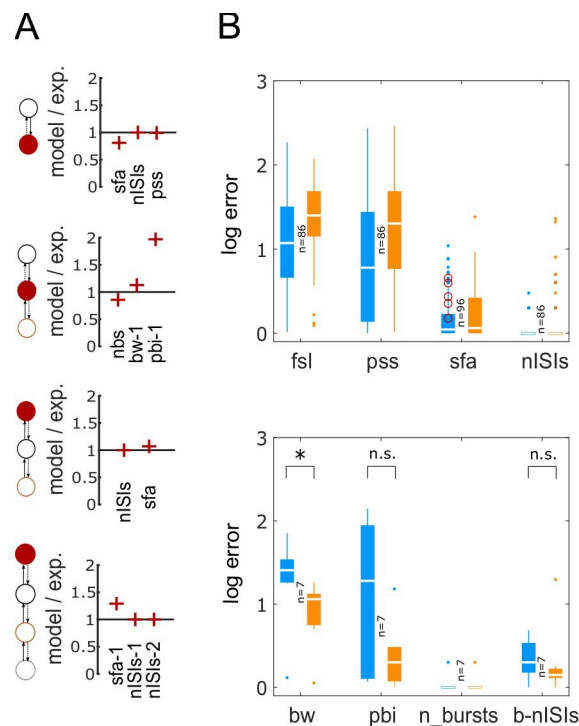 A
model / exp.
2
1.5
1
0.5
0
sfa
nISIs
pss
model / exp.
2
1.5
1
0.5
0
nbs
bw-1
pbi-1
model / exp.
2
1.5
1
0.5
0
nISIs
sfa
model / exp.
2
1.5
1
0.5
0
sfa-1
nISIs-1
nISIs-2
B
log error
3
2
1
0
n=86
n=86
n=96
n=86
fsl pss sfa nISIs
log error
3
2
1
0
* n.s. n.s.
n=7
n=7
n=7
n=7
bw pbi n_bursts b-nISIs